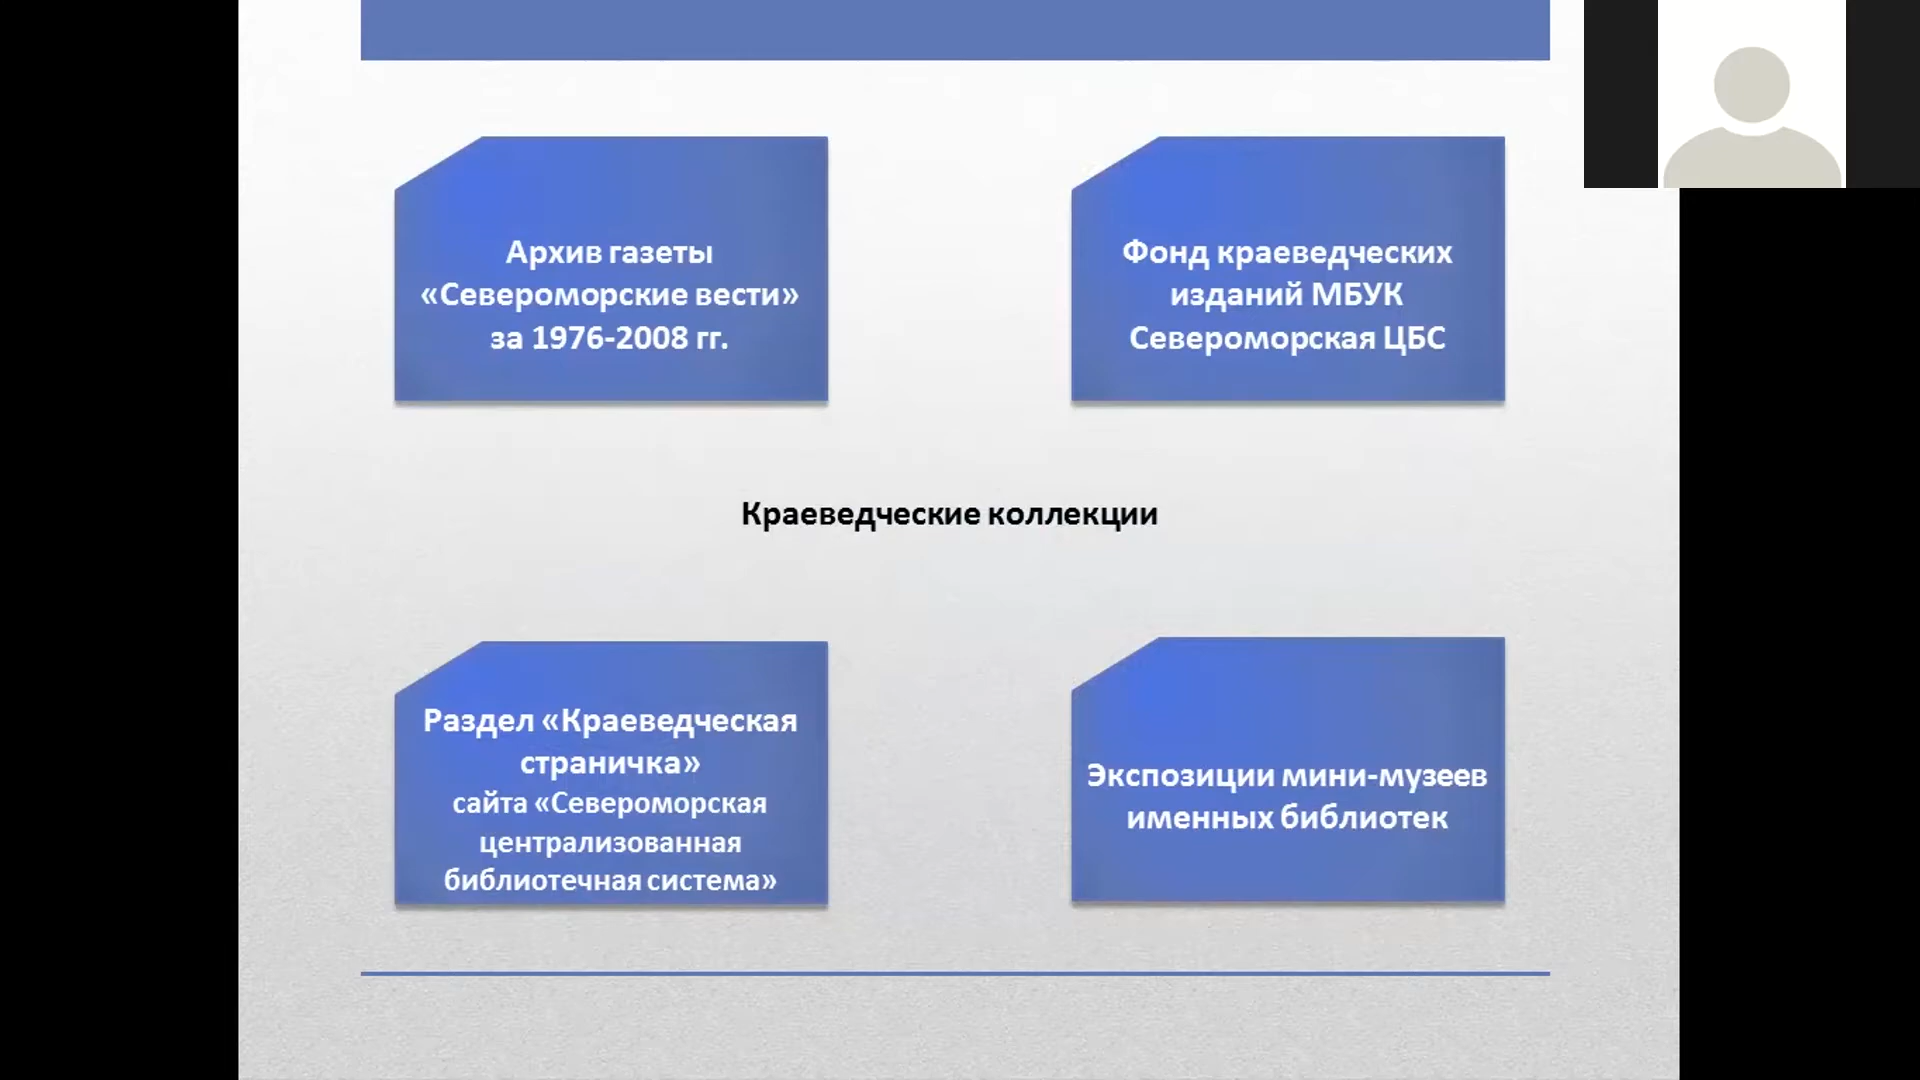 Архив газеты
«Североморские вести»
за 1976-2008 гг.
Фонд краеведческих
изданий МБУК
Североморская ЦБС
Краеведческие коллекции
Раздел «Краеведческая
страничка»
сайта «Североморская
централизованная
библиотечная система»
Экспозиции мини-музеев
именных библиотек